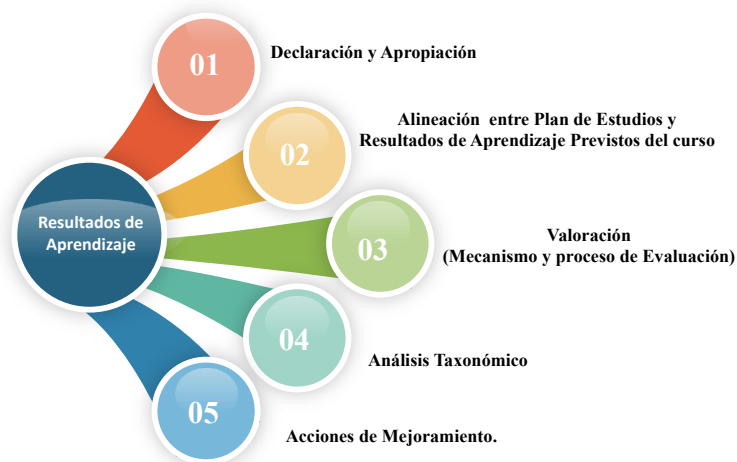 01
Declaración y Apropiación
02
Alineación entre Plan de Estudios y
Resultados de Aprendizaje Previstos del curso
Resultados de
Aprendizaje
03
Valoración
(Mecanismo y proceso de Evaluación)
04
Análisis Taxonómico
05
Acciones de Mejoramiento.